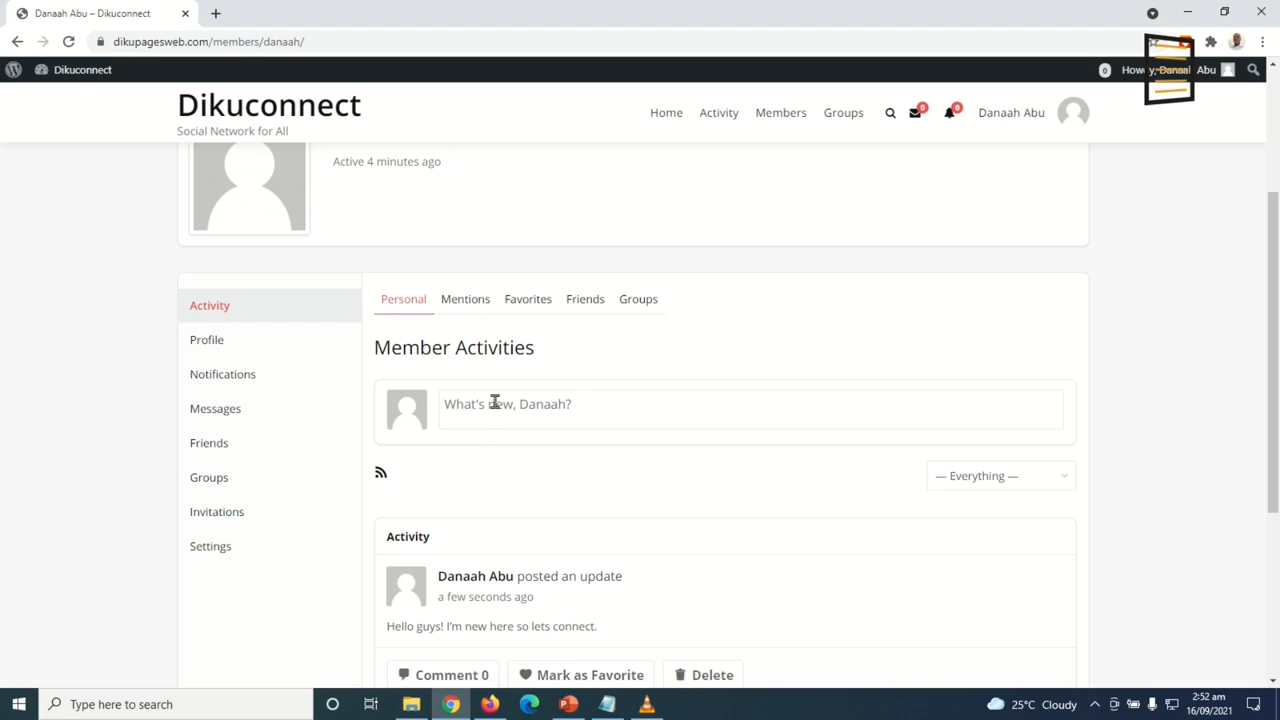 Danaah Abu – Dikuconnect
dikupagesweb.com/members/danaah/
Dikuconnect
0
Howdy, Danaah Abu
Dikuconnect
Social Network for All
Home Activity Members Groups 0 0 Danaah Abu
Active 4 minutes ago
Activity
Profile
Notifications
Messages
Friends
Groups
Invitations
Settings
Personal Mentions Favorites Friends Groups
Member Activities
What's new, Danaah?
— Everything —
Activity
Danaah Abu posted an update
a few seconds ago
Hello guys! I'm new here so lets connect.
Comment 0 Mark as Favorite Delete
Type here to search
25°C Cloudy
2:52 am
16/09/2021